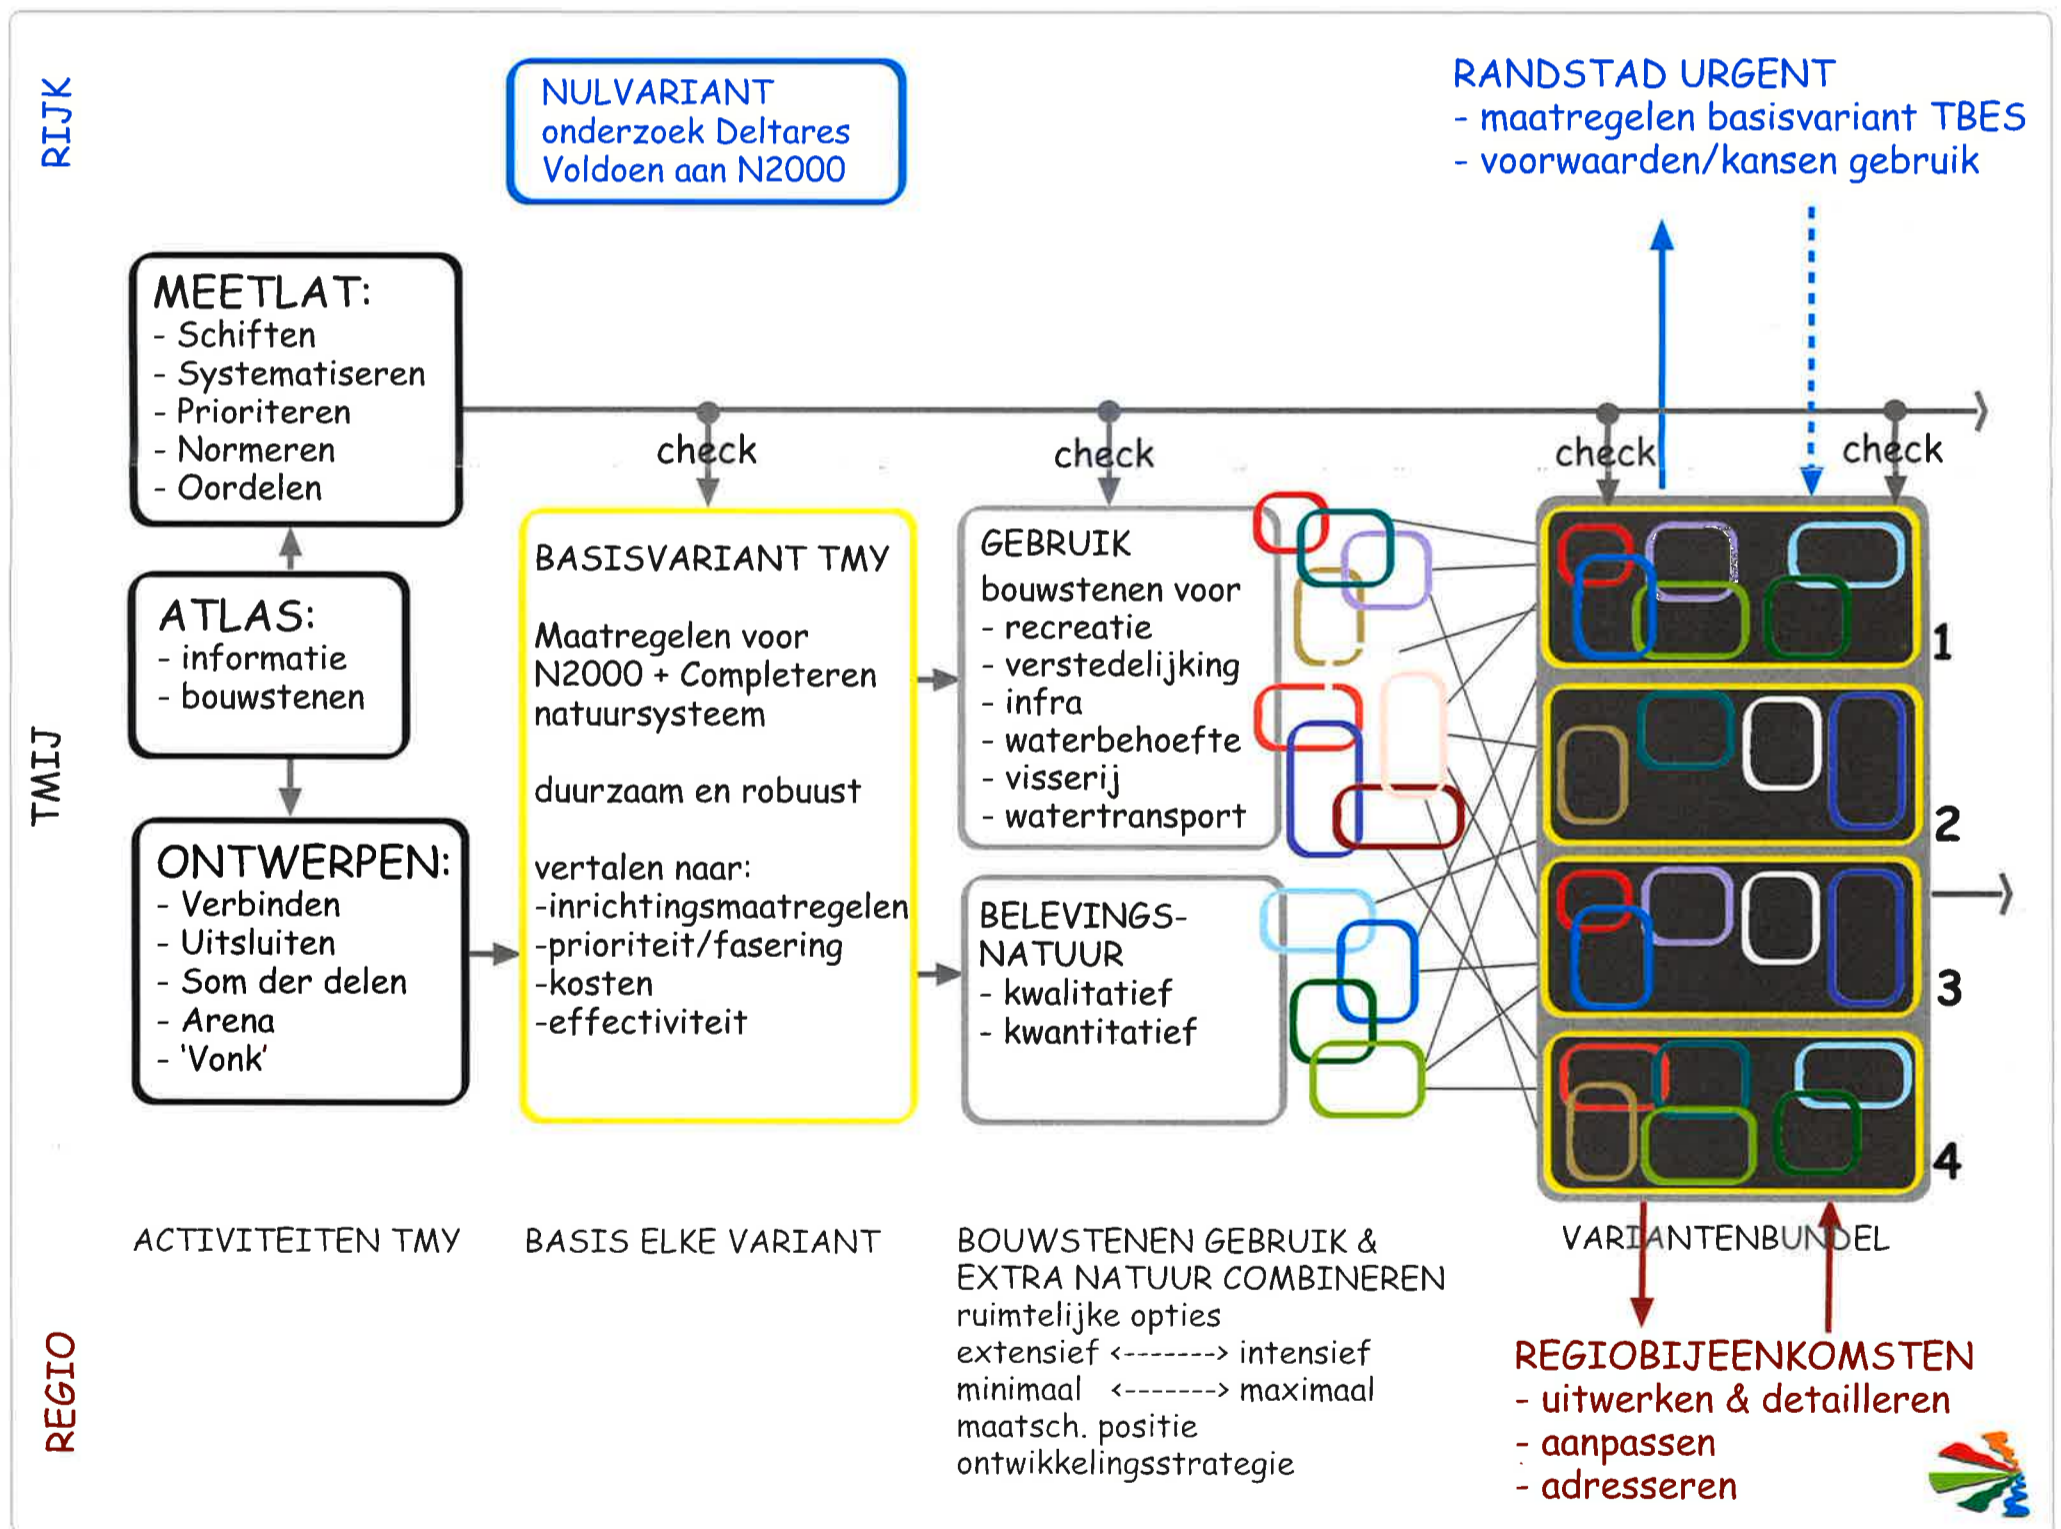 RIJK
NULVARIANT
onderzoek Deltares
Voldoen aan N2000
RANDSTAD URGENT
- maatregelen basisvariant TBES
- voorwaarden/kansen gebruik
MEETLAT:
- Schiften
- Systematiseren
- Prioriteren
- Normeren
- Oordelen
check
check
check
check
TMIJ
ATLAS:
- informatie
- bouwstenen
ONTWERPEN:
- Verbinden
- Uitsluiten
- Som der delen
- Arena
- 'Vonk'
BASISVARIANT TMY
Maatregelen voor
N2000 + Completeren
natuursysteem
duurzaam en robuust
vertalen naar:
-inrichtingsmaatregelen
-prioriteit/fasering
-kosten
-effectiviteit
GEBRUIK
bouwstenen voor
- recreatie
- verstedelijking
- infra
- waterbehoefte
- visserij
- watertransport
BELEVINGS-
NATUUR
- kwalitatief
- kwantitatief
1
2
3
4
ACTIVITEITEN TMY
BASIS ELKE VARIANT
BOUWSTENEN GEBRUIK &
EXTRA NATUUR COMBINEREN
ruimtelijke opties
extensief <-------> intensief
minimaal <-------> maximaal
maatsch. positie
ontwikkelingsstrategie
VARIANTENBUNDEL
REGIO
REGIOBIJEENKOMSTEN
- uitwerken & detailleren
- aanpassen
- adresseren